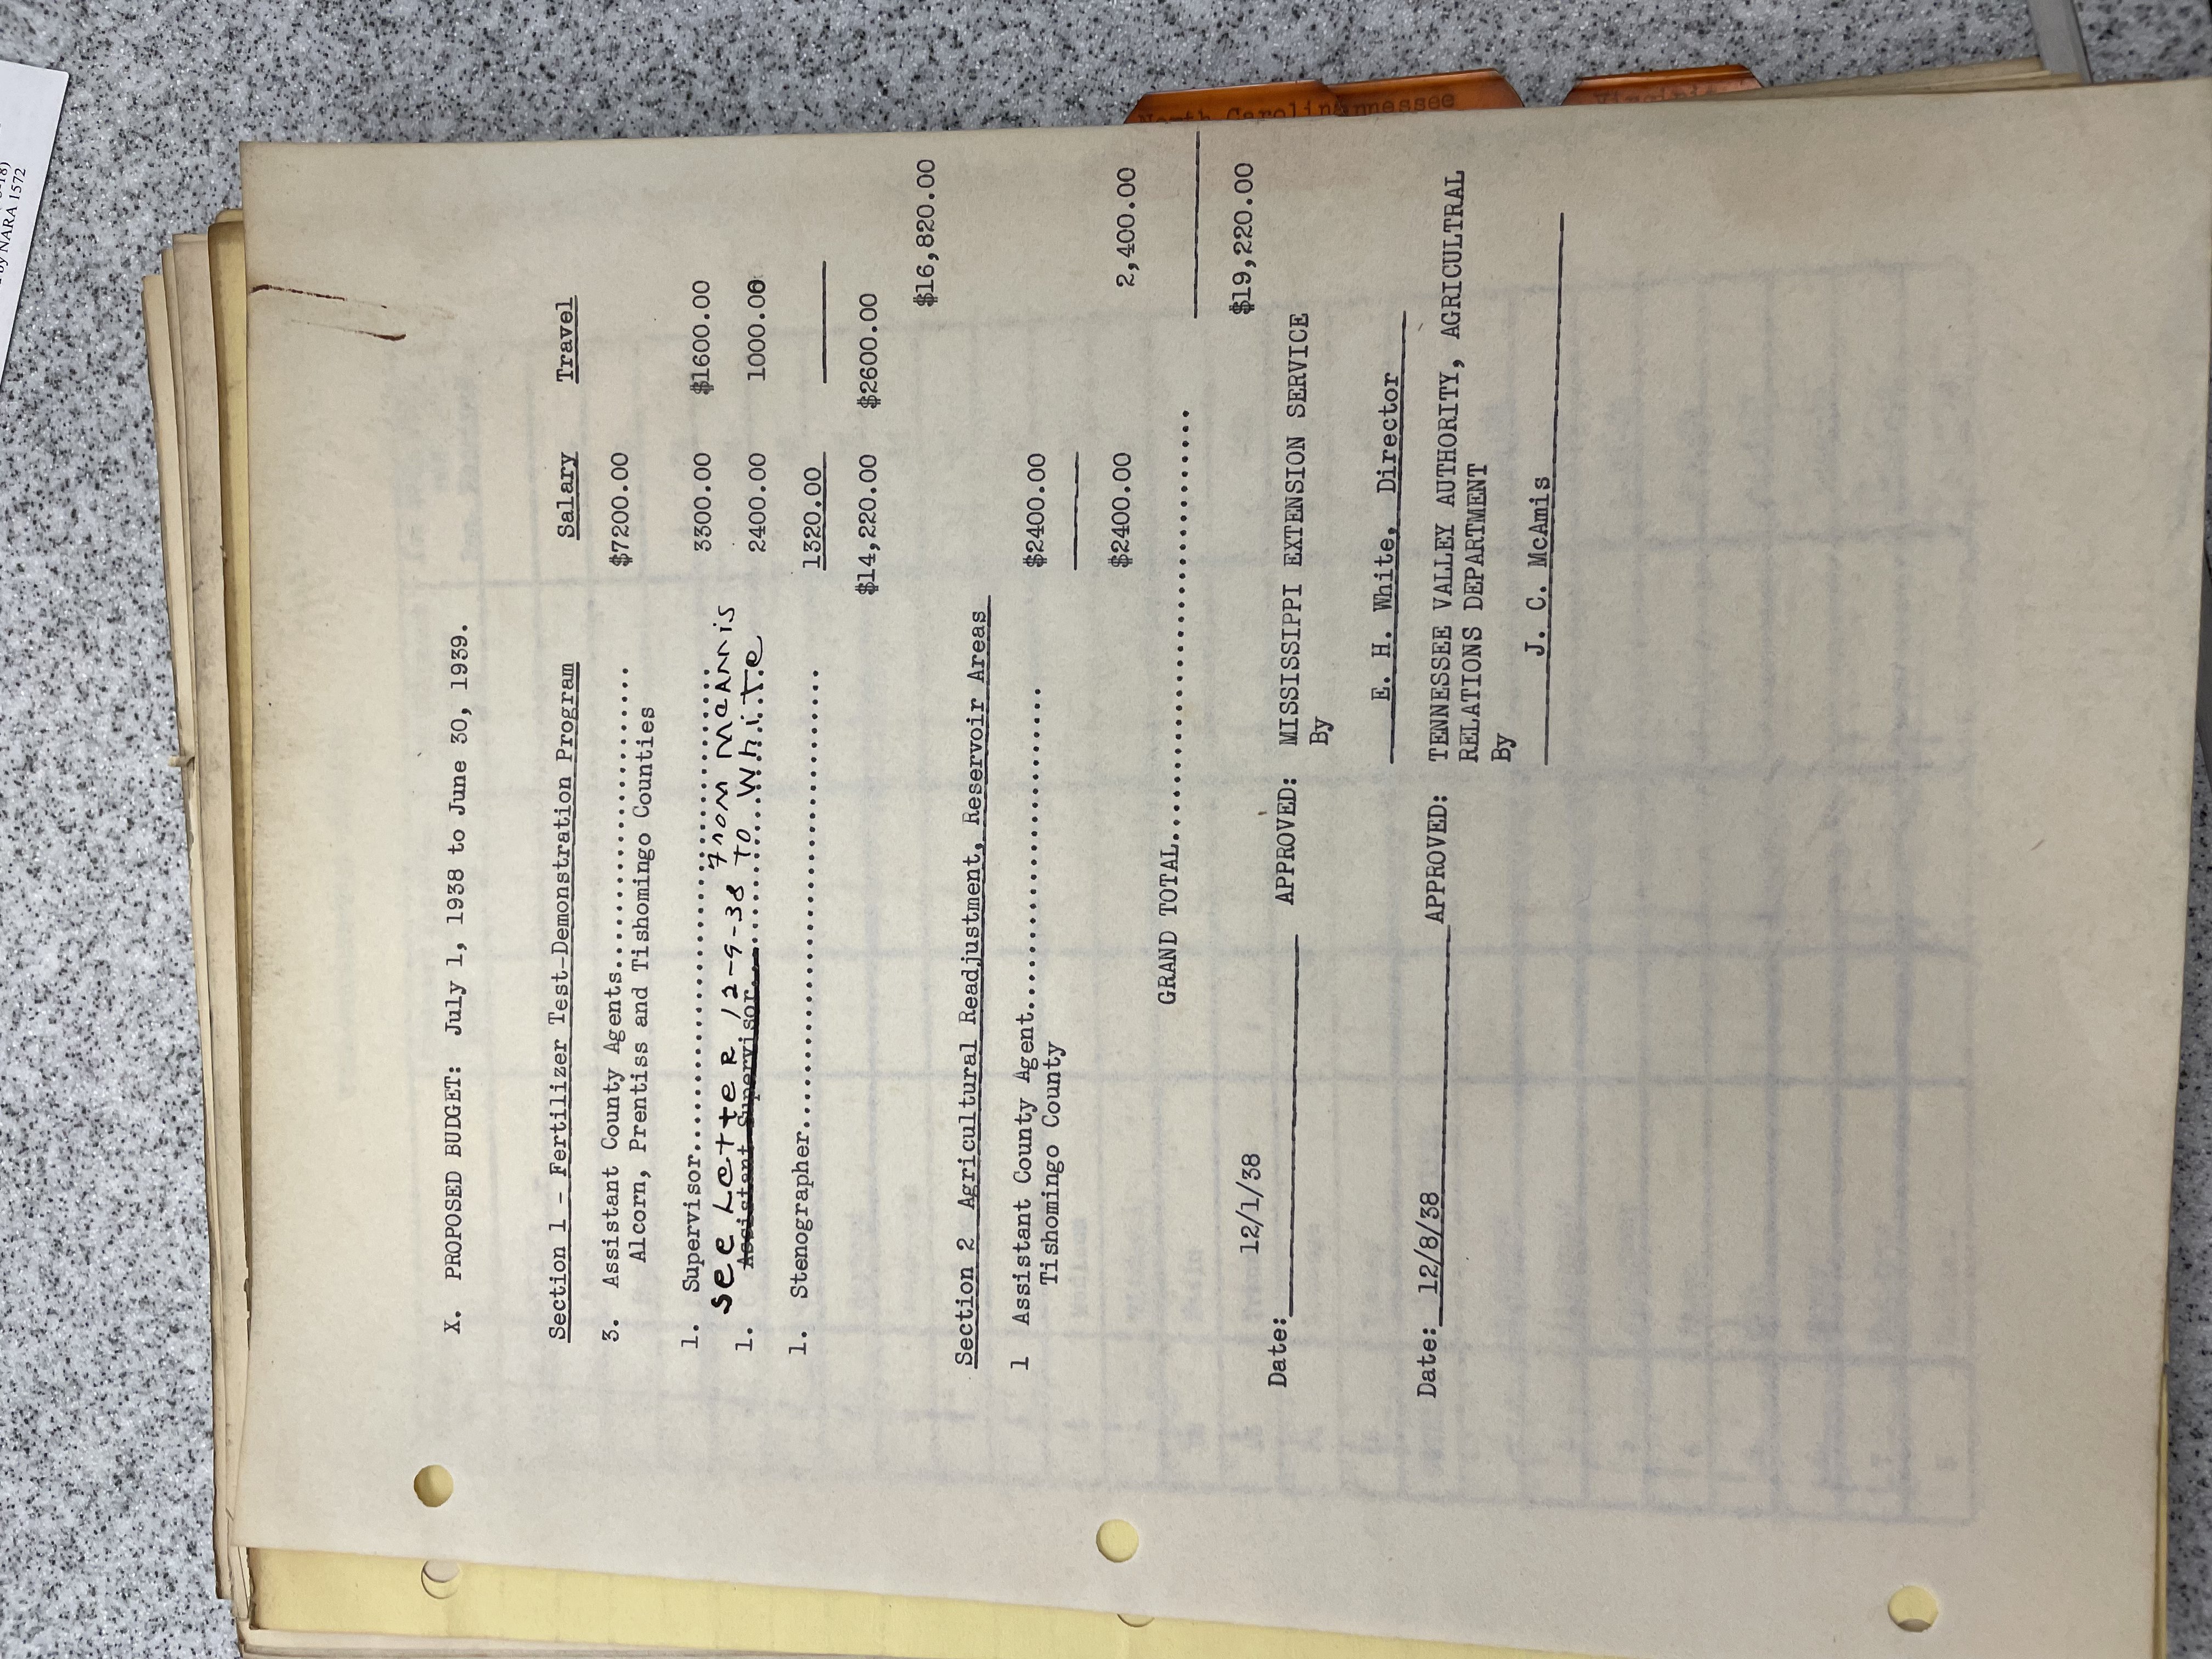 18)
by NARA 1572
X. PROPOSED BUDGET: July 1, 1938 to June 30, 1939.
Section 1 - Fertilizer Test-Demonstration Program Salary Travel
3. Assistant County Agents...................... $7200.00
Alcorn, Prentiss and Tishomingo Counties
1. Supervisor................................... 3300.00 $1600.00
See Letter 12-9-38 from McAmis
to White
1. Assistant Supervisor......................... 2400.00 1000.00
1. Stenographer................................. 1320.00
$14,220.00 $2600.00
$16,820.00
Section 2 Agricultural Readjustment, Reservoir Areas
1 Assistant County Agent....................... $2400.00
Tishomingo County
$2400.00 2,400.00
GRAND TOTAL...............................
$19,220.00
12/1/38
Date: APPROVED: MISSISSIPPI EXTENSION SERVICE
By
E. H. White, Director
Date: 12/8/38 APPROVED: TENNESSEE VALLEY AUTHORITY, AGRICULTRAL
RELATIONS DEPARTMENT
By
J. C. McAmis